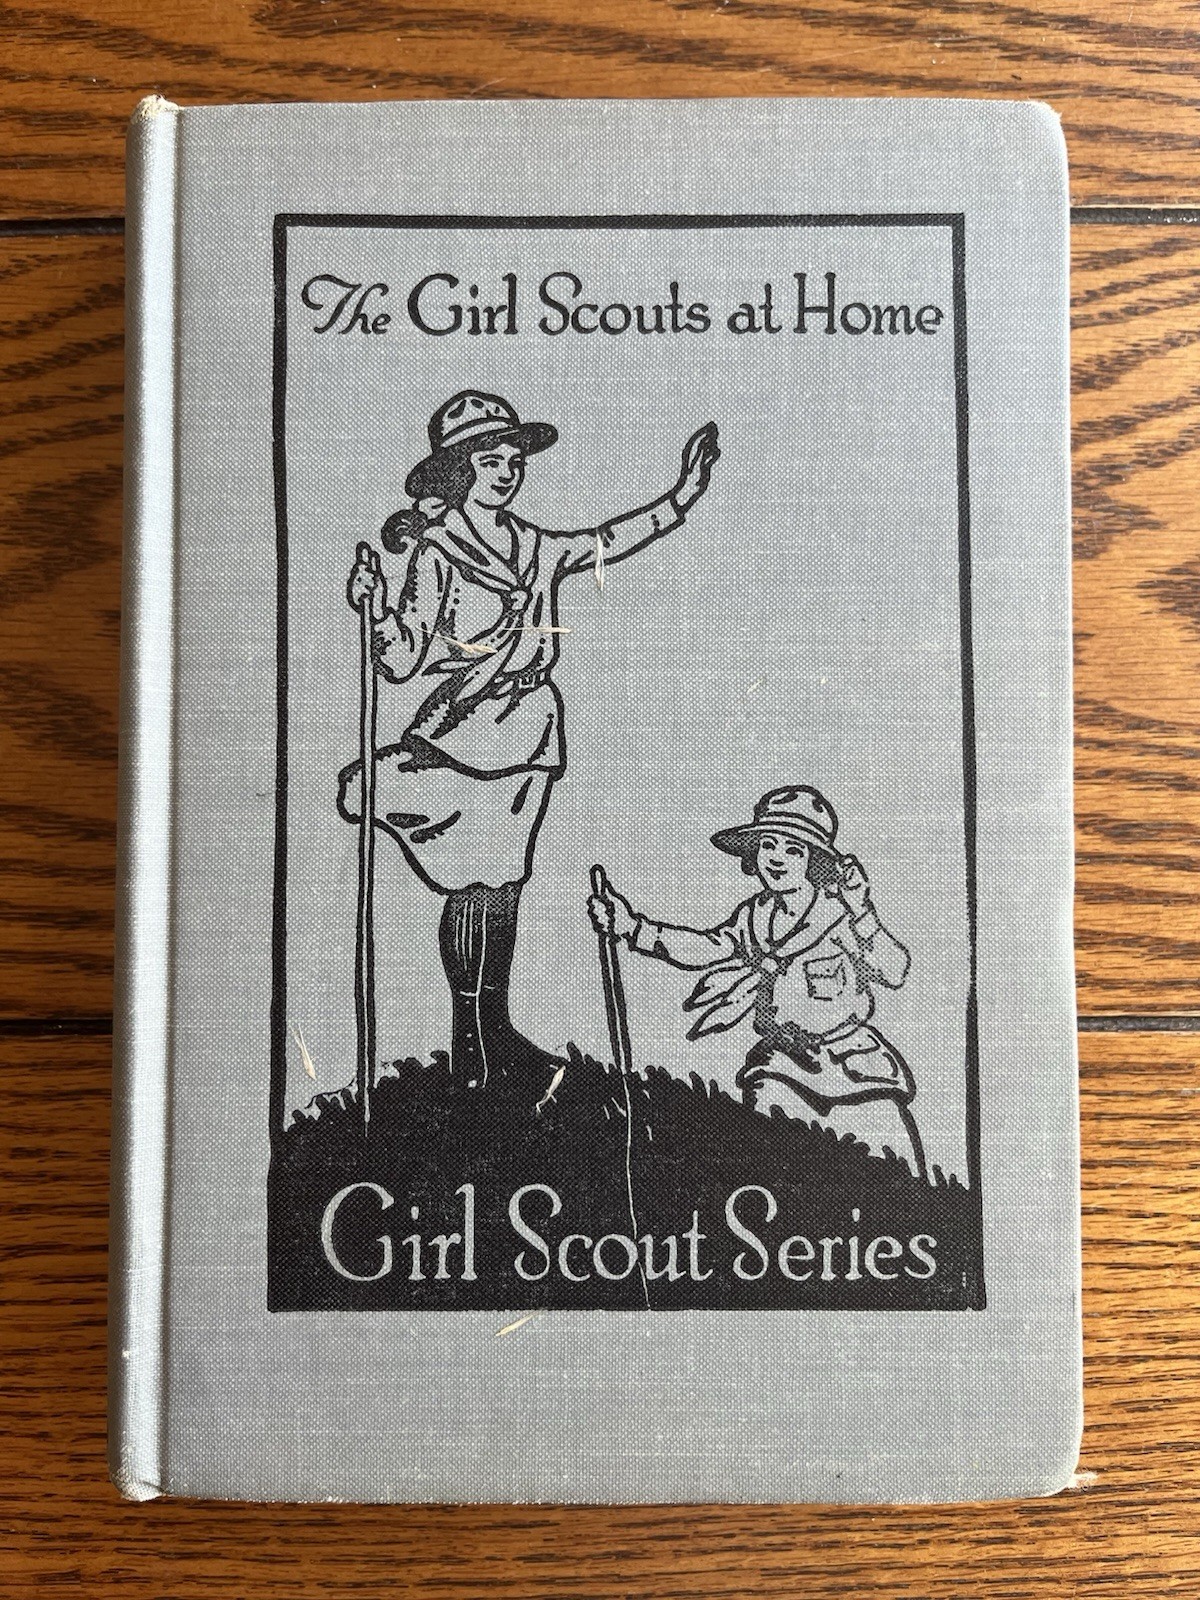 The Girl Scouts at Home
Girl Scout Series